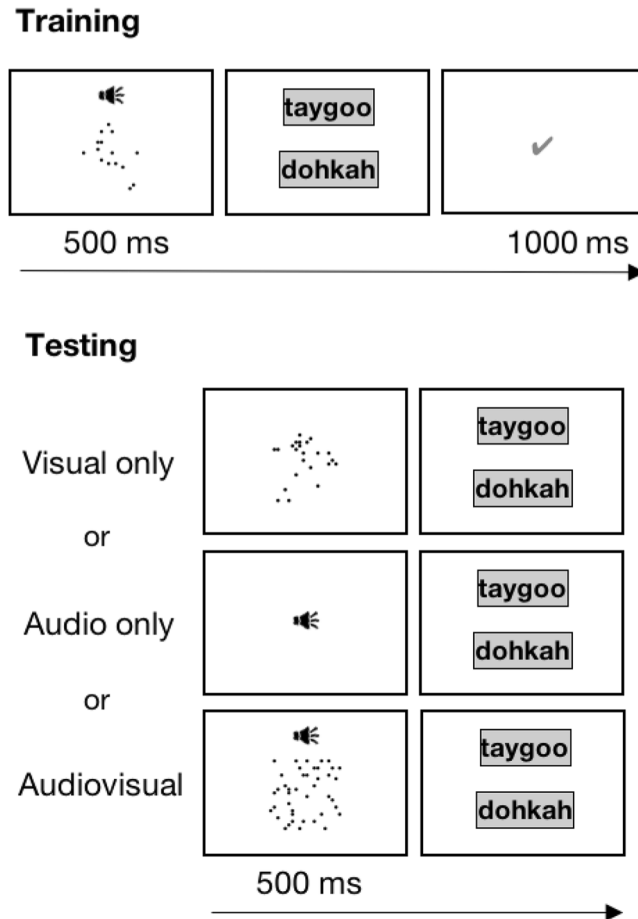 Training
taygoo
dohkah
500 ms
1000 ms
Testing
Visual only
taygoo
dohkah
or
Audio only
taygoo
dohkah
or
Audiovisual
taygoo
dohkah
500 ms